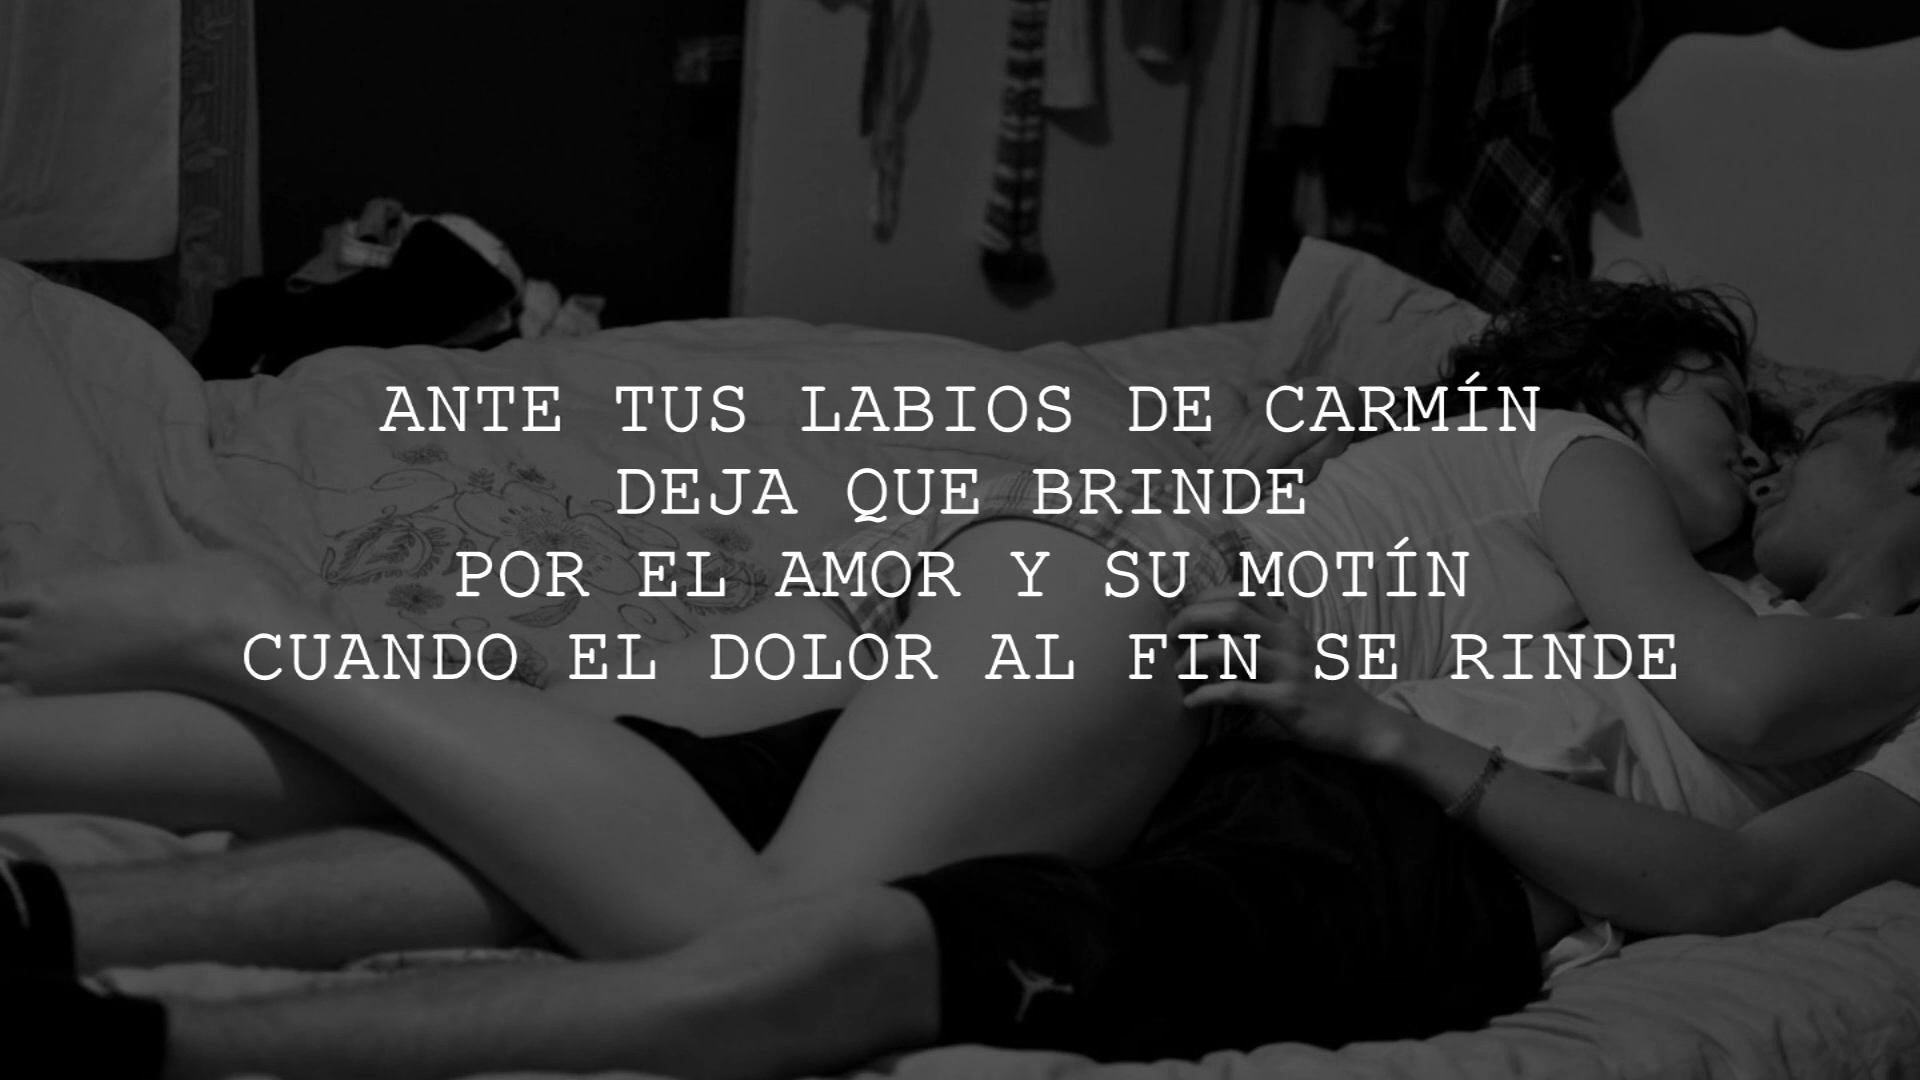 ANTE TUS LABIOS DE CARMÍN
DEJA QUE BRINDE
POR EL AMOR Y SU MOTÍN
CUANDO EL DOLOR AL FIN SE RINDE